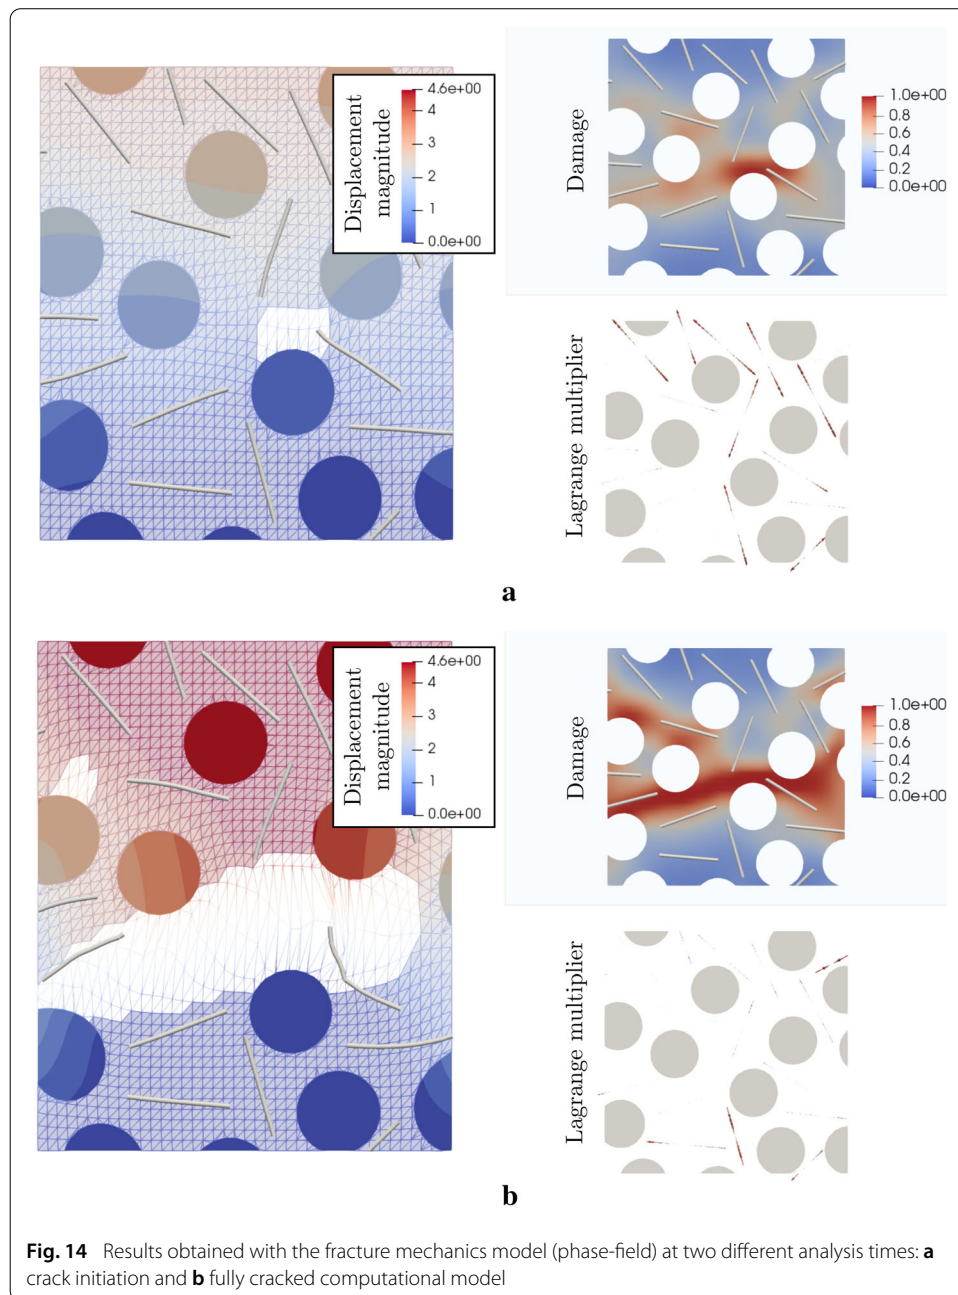 Displacement
magnitude
4.6e+00
4
3
2
1
0.0e+00
Damage
1.0e+00
0.8
0.6
0.4
0.2
0.0e+00
Lagrange multiplier
a
Displacement
magnitude
4.6e+00
4
3
2
1
0.0e+00
Damage
1.0e+00
0.8
0.6
0.4
0.2
0.0e+00
Lagrange multiplier
b
Fig. 14 Results obtained with the fracture mechanics model (phase-field) at two different analysis times: a
crack initiation and b fully cracked computational model